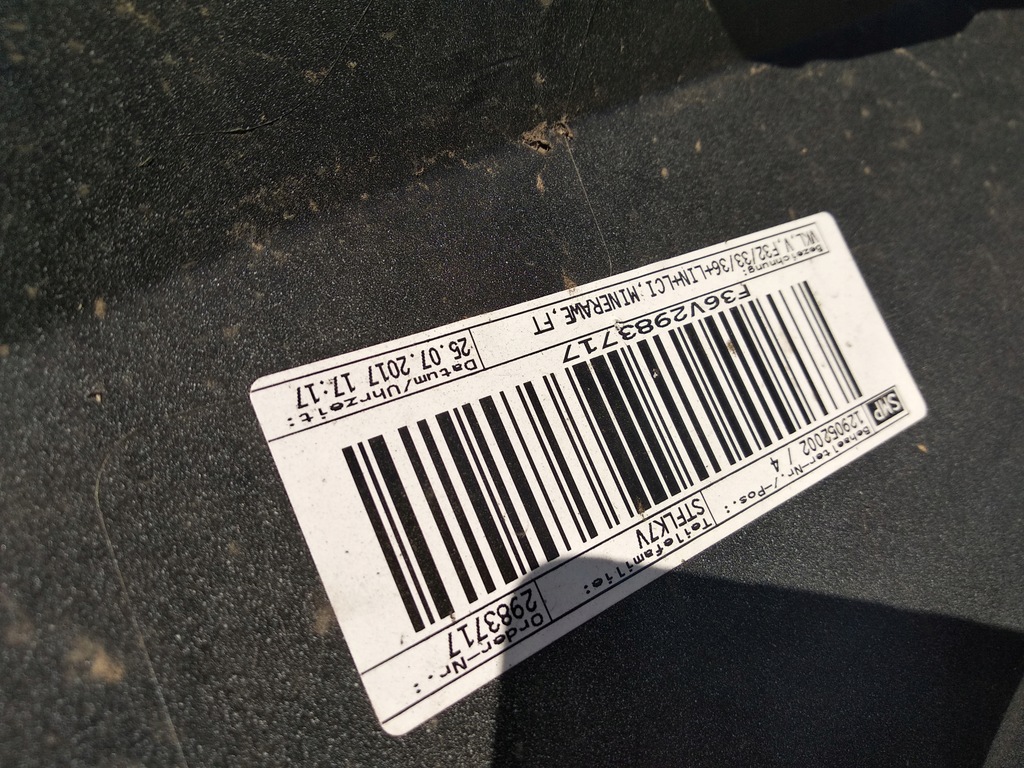 SMP
Behaelter-Nr./-Pos.:
129052002 / 4
Teilefamilie:
STFLK7V
Order-Nr.:
2983717
F36V2983717
Bezeichnung:
VKL.V.F32/33/36+LIN+LCI.MINERAWE.FT
Datum/Uhrzeit:
25.07.2017 17:17